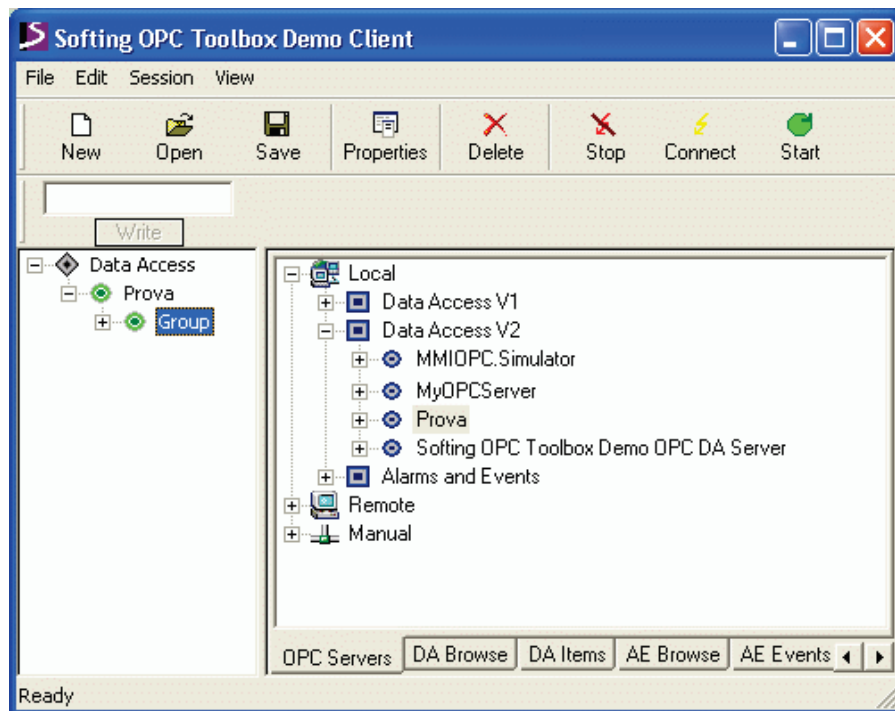 Softing OPC Toolbox Demo Client
File Edit Session View
New Open Save Properties Delete Stop Connect Start
Write
Data Access
Prova
Group
Local
Data Access V1
Data Access V2
MMIOPC.Simulator
MyOPCServer
Prova
Softing OPC Toolbox Demo OPC DA Server
Alarms and Events
Remote
Manual
OPC Servers DA Browse DA Items AE Browse AE Events
Ready